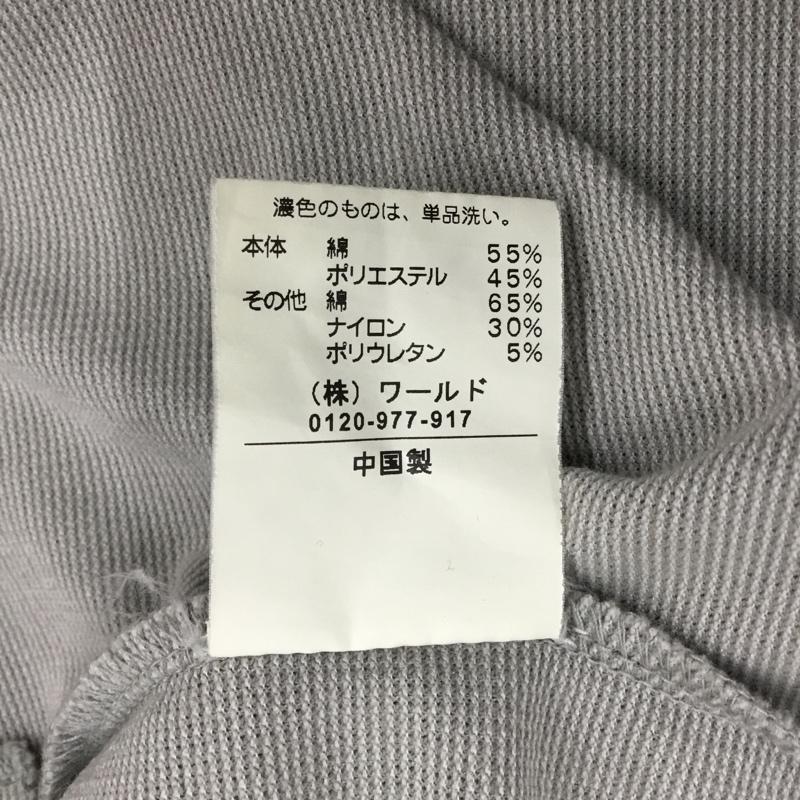 濃色のものは、単品洗い。
本体 綿 55%
ポリエステル 45%
その他 綿 65%
ナイロン 30%
ポリウレタン 5%
(株)ワールド
0120-977-917
中国製